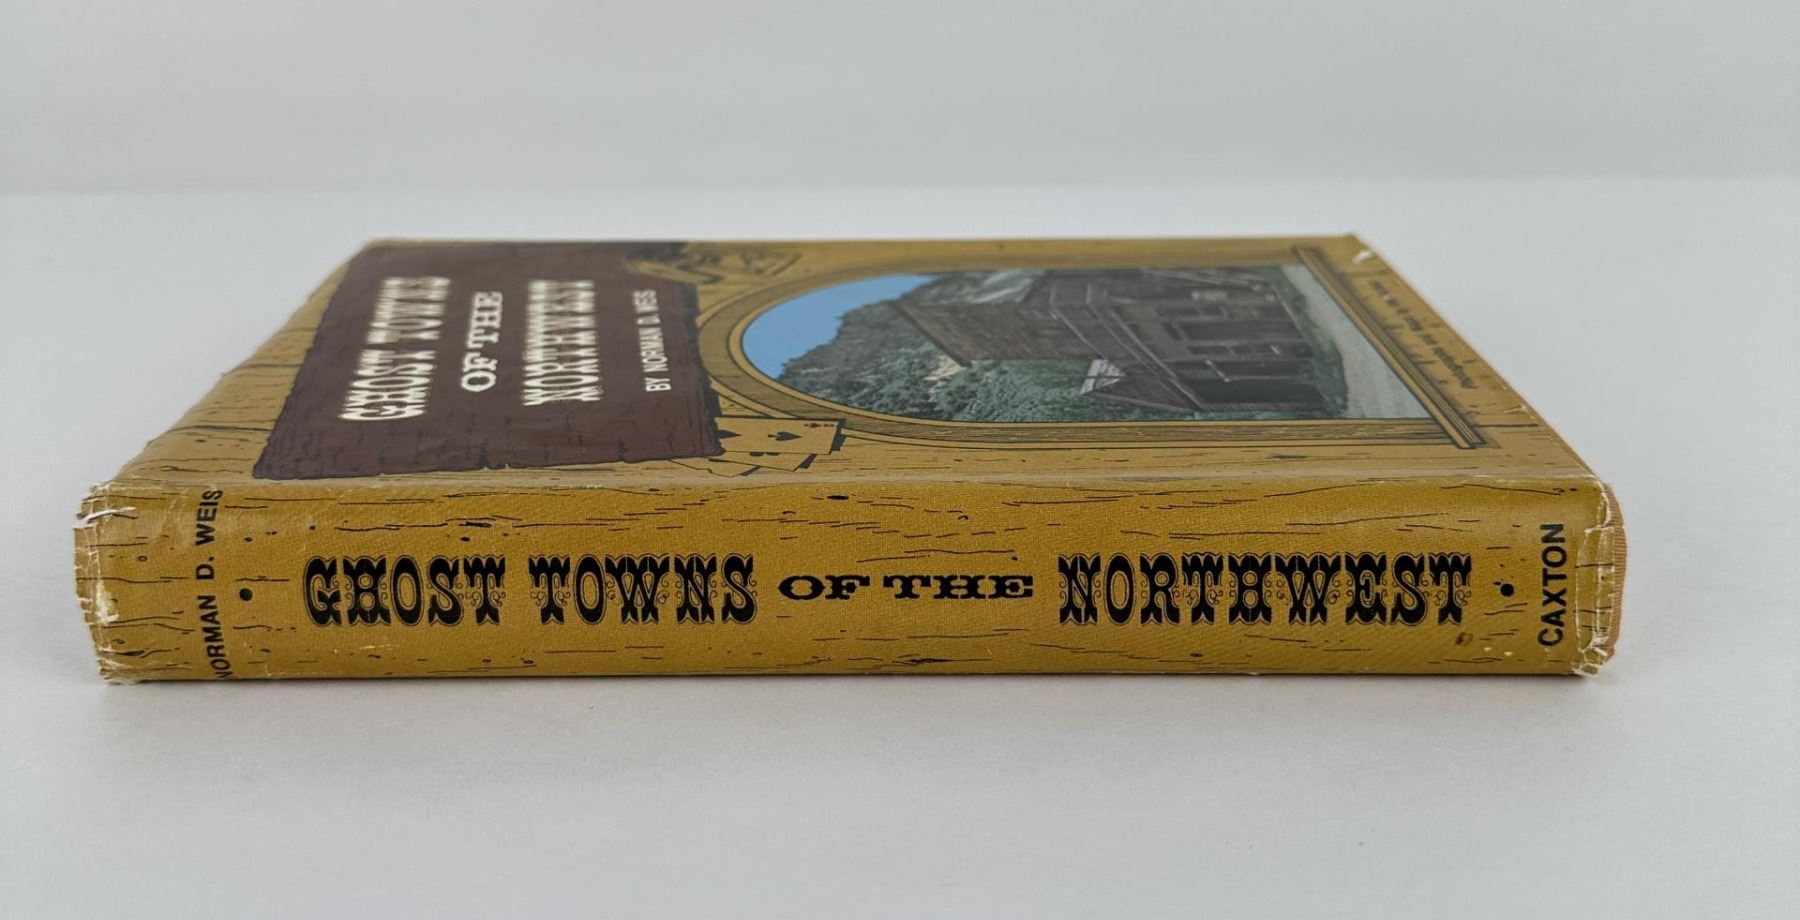 GHOST TOWNS
OF THE
NORTHWEST
BY NORMAN D. WEIS
NORMAN D. WEIS • GHOST TOWNS OF THE NORTHWEST • CAXTON